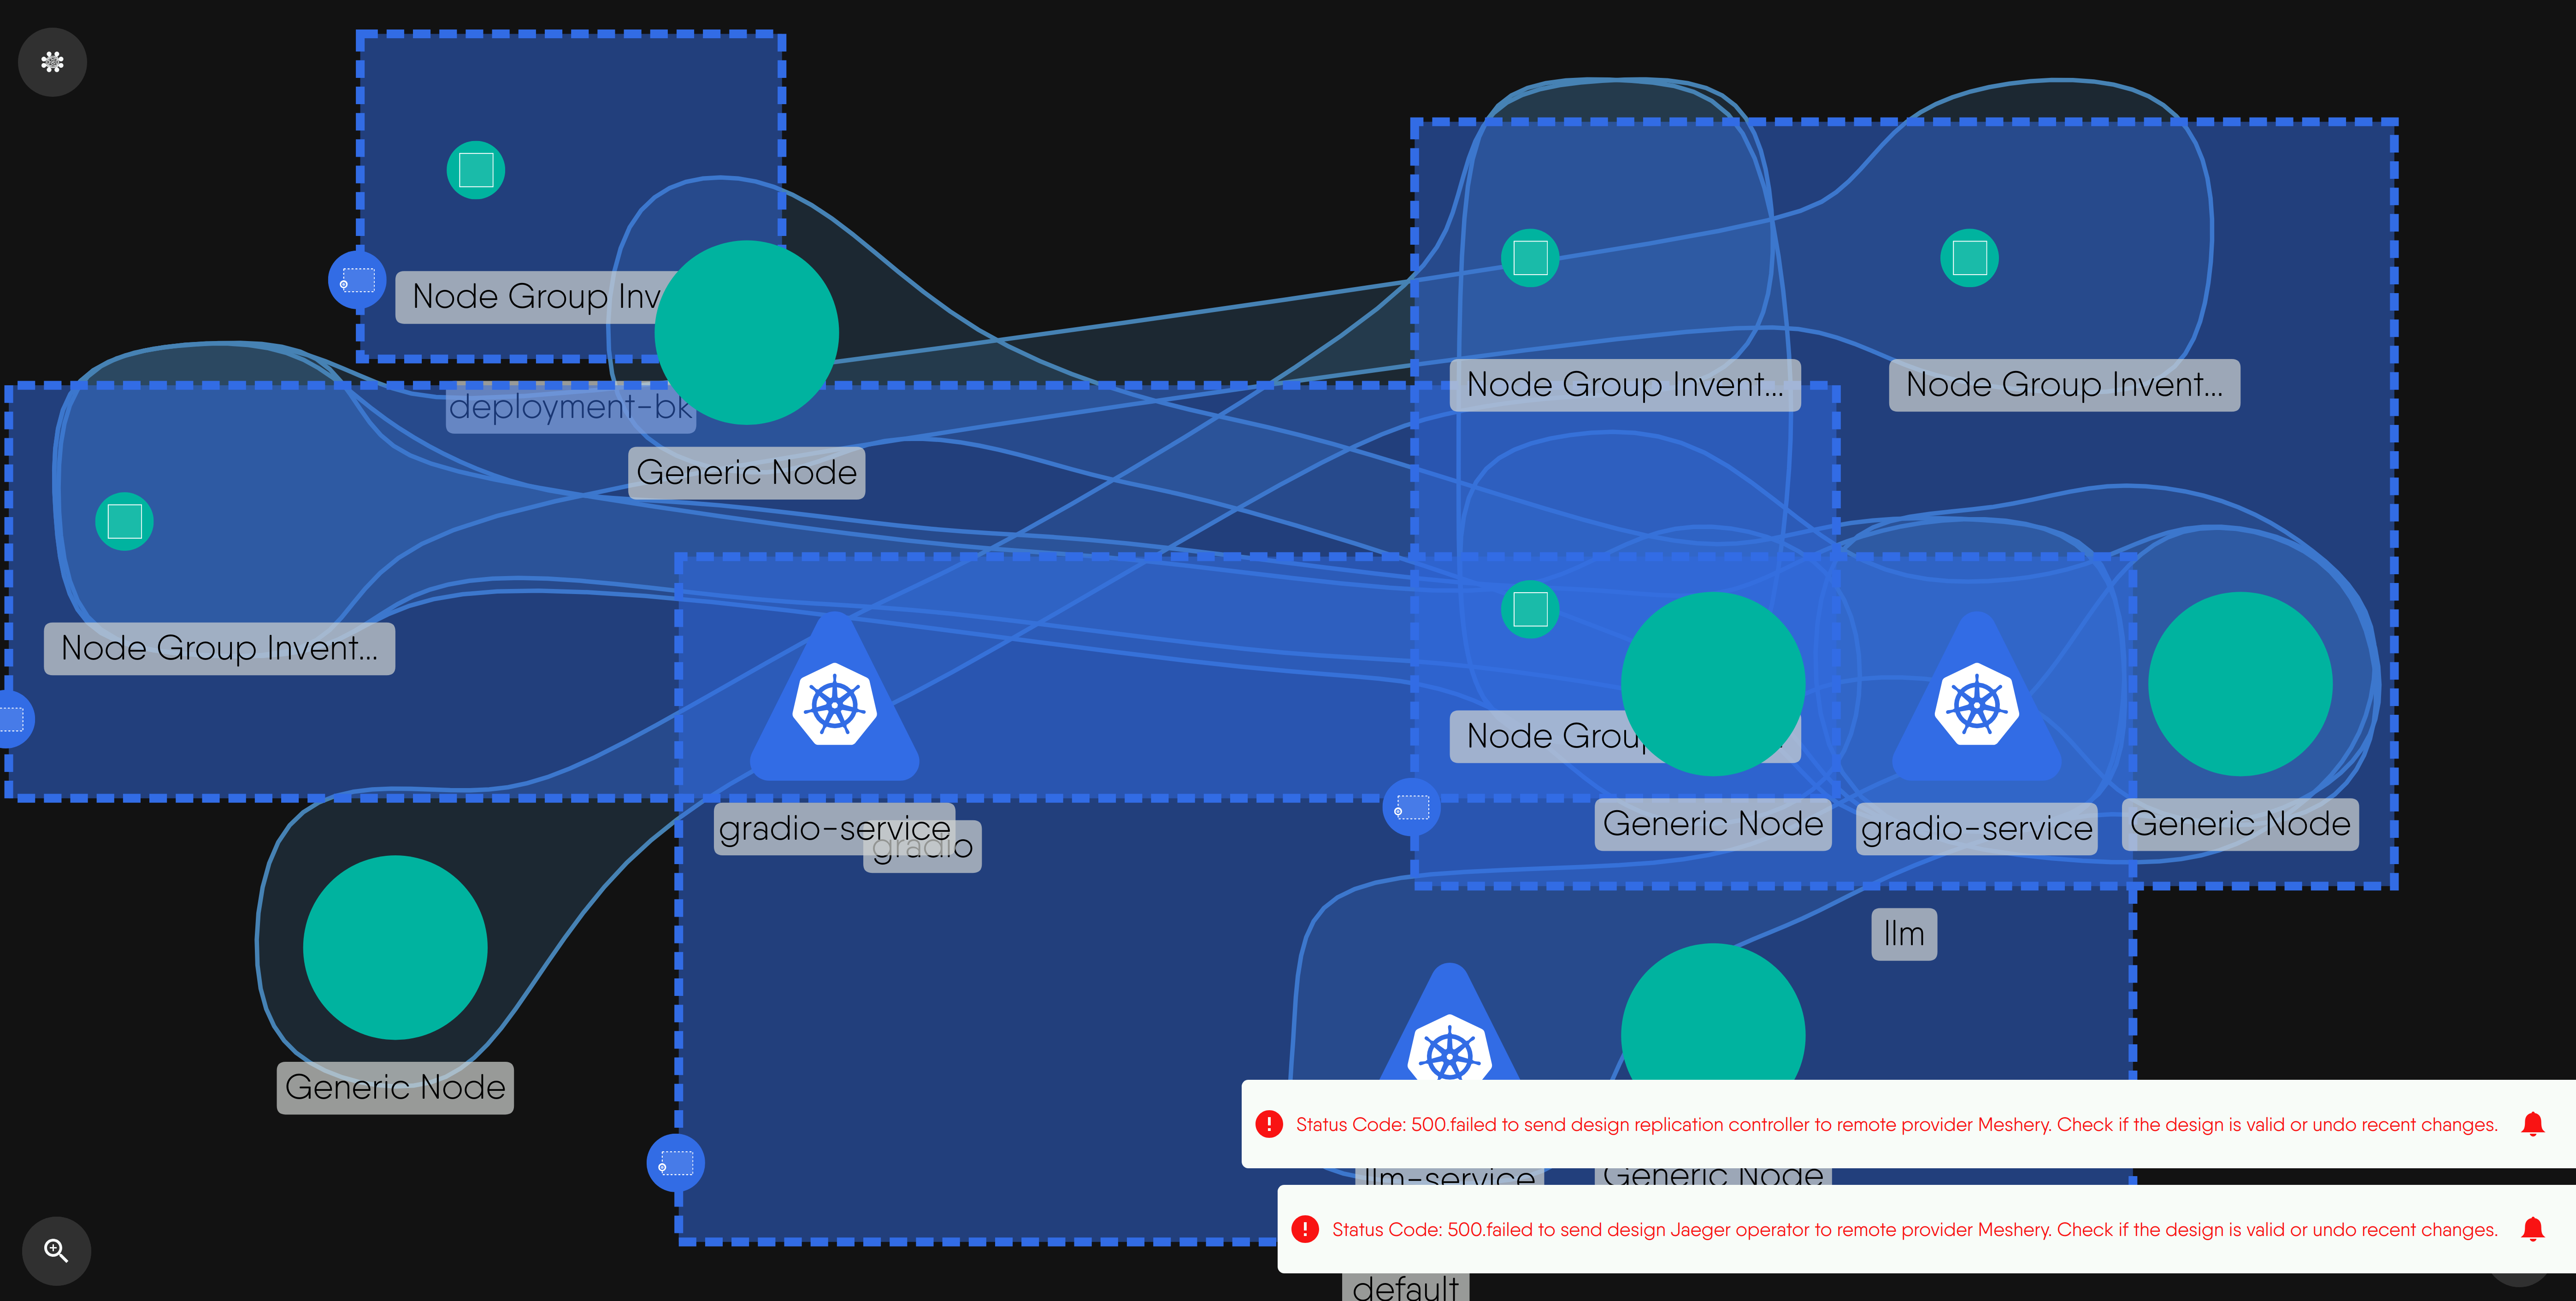 Node Group Inv
deployment-bk
Generic Node
Node Group Invent...
Node Group Invent...
Node Group Invent...
Node Grou
gradio-service
gradio
Generic Node
gradio-service
Generic Node
llm
Generic Node
Status Code: 500.failed to send design replication controller to remote provider Meshery. Check if the design is valid or undo recent changes.
llm-service
Generic Node
Status Code: 500.failed to send design Jaeger operator to remote provider Meshery. Check if the design is valid or undo recent changes.
default